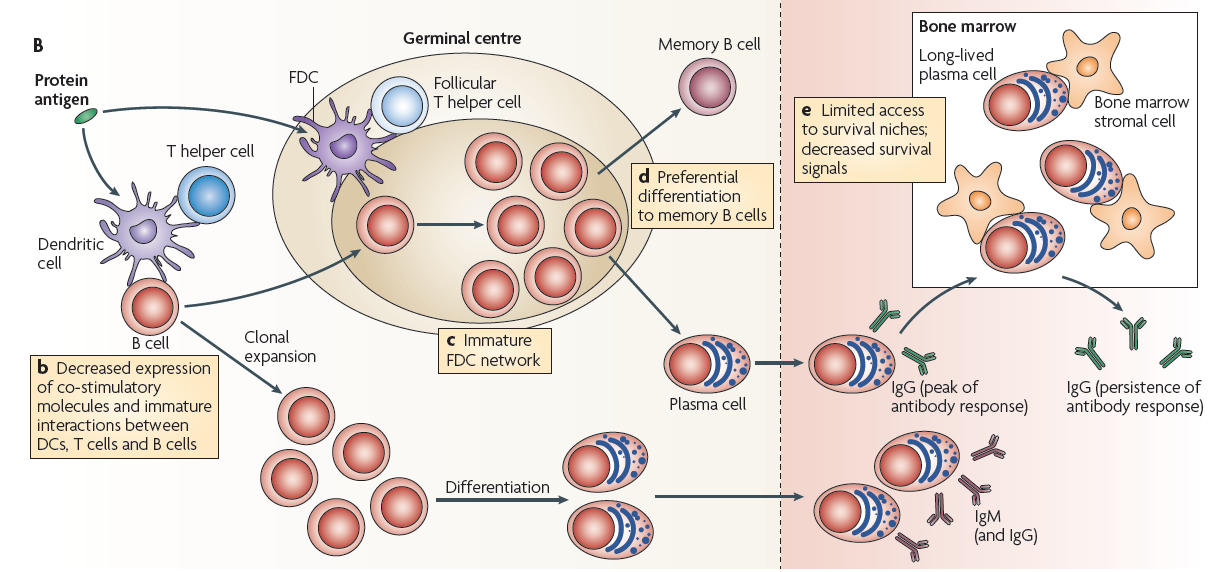 B
Protein
antigen
T helper cell
Dendritic
cell
B cell
b Decreased expression
of co-stimulatory
molecules and immature
interactions between
DCs, T cells and B cells
Clonal
expansion
Differentiation
Germinal centre
FDC
Follicular
T helper cell
c Immature
FDC network
Memory B cell
d Preferential
differentiation
to memory B cells
Plasma cell
e Limited access
to survival niches;
decreased survival
signals
Bone marrow
Long-lived
plasma cell
Bone marrow
stromal cell
IgG (peak of
antibody response)
IgG (persistence of
antibody response)
IgM
(and IgG)